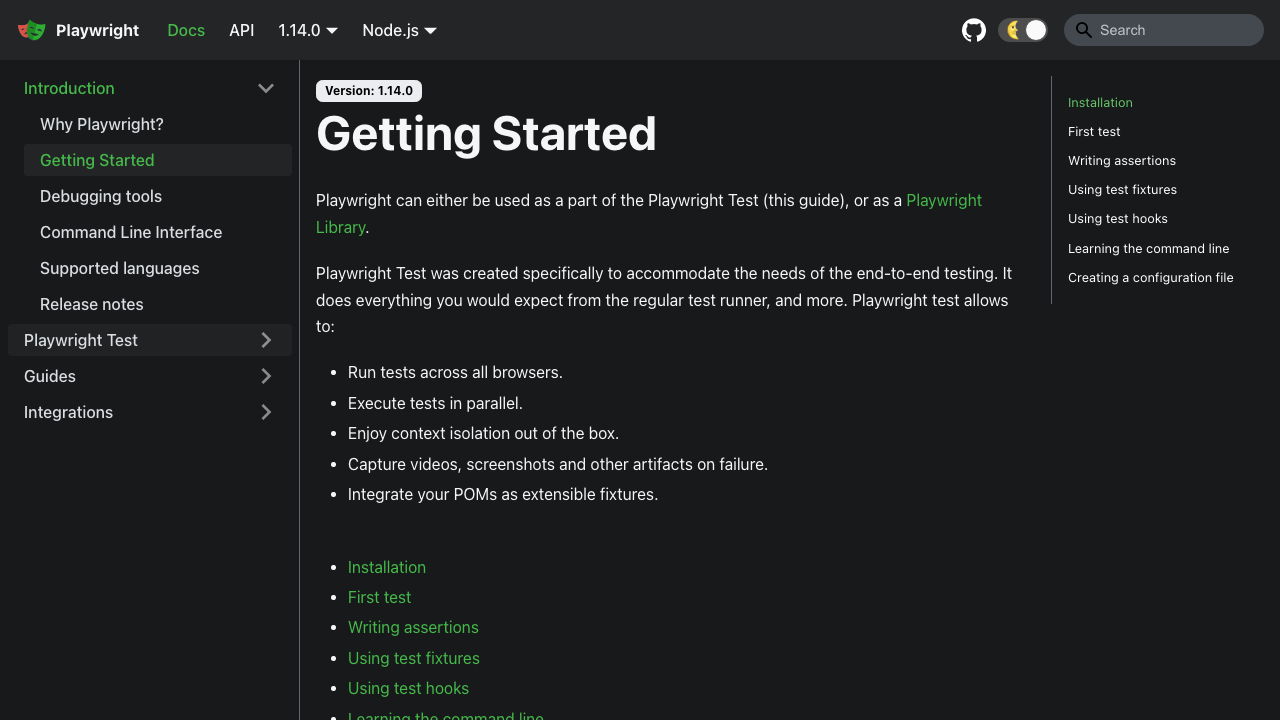 Playwright
Docs
API
1.14.0
Node.js
Search
Introduction
Why Playwright?
Getting Started
Debugging tools
Command Line Interface
Supported languages
Release notes
Playwright Test
Guides
Integrations
Version: 1.14.0
Getting Started
Playwright can either be used as a part of the Playwright Test (this guide), or as a Playwright
Library.
Playwright Test was created specifically to accommodate the needs of the end-to-end testing. It
does everything you would expect from the regular test runner, and more. Playwright test allows
to:
• Run tests across all browsers.
• Execute tests in parallel.
• Enjoy context isolation out of the box.
• Capture videos, screenshots and other artifacts on failure.
• Integrate your POMs as extensible fixtures.
• Installation
• First test
• Writing assertions
• Using test fixtures
• Using test hooks
• Learning the command line
Installation
First test
Writing assertions
Using test fixtures
Using test hooks
Learning the command line
Creating a configuration file